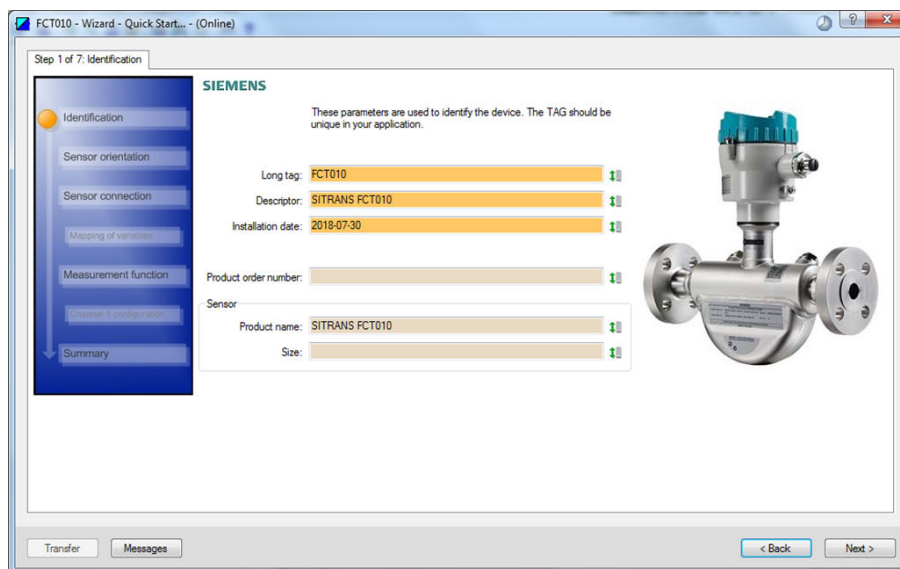 FCT010 - Wizard - Quick Start... - (Online)
Step 1 of 7: Identification
Identification
Sensor orientation
Sensor connection
Mapping of variables
Measurement function
Channel 1 configuration
Summary
SIEMENS
These parameters are used to identify the device. The TAG should be
unique in your application.
Long tag: FCT010
Descriptor: SITRANS FCT010
Installation date: 2018-07-30
Product order number:
Sensor
Product name: SITRANS FCT010
Size:
Transfer
Messages
< Back
Next >